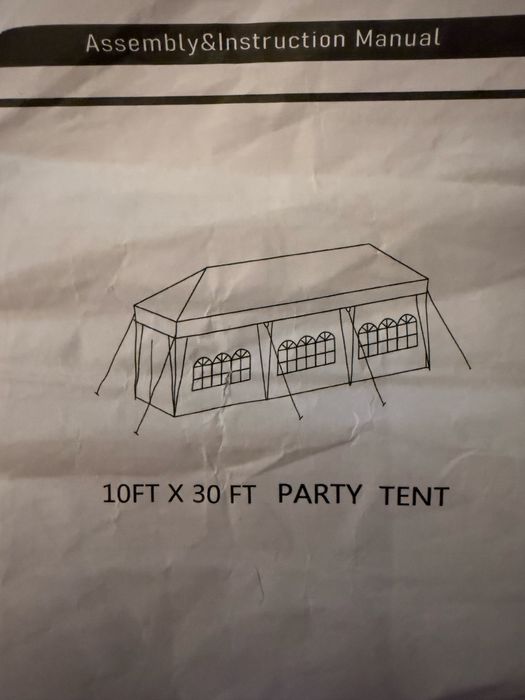 Assembly&Instruction Manual
10FT X 30 FT PARTY TENT